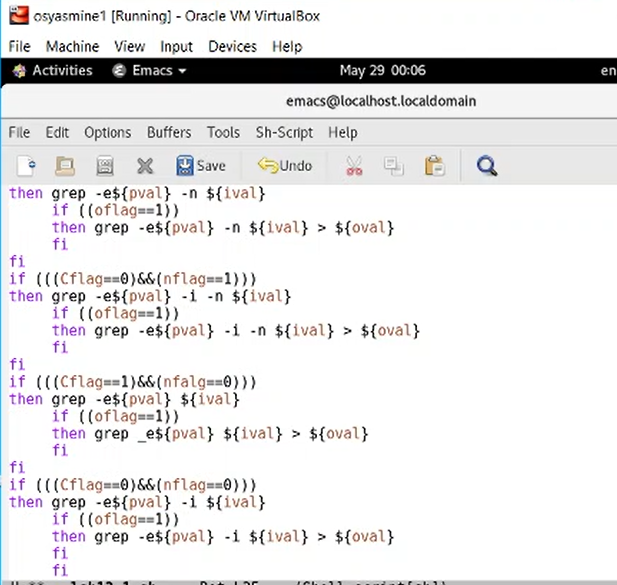 osyasmine1 [Running] - Oracle VM VirtualBox
File Machine View Input Devices Help
Activities Emacs May 29 00:06 en
emacs@localhost.localdomain
File Edit Options Buffers Tools Sh-Script Help
Save Undo
then grep -e${pval} -n ${ival}
if ((oflag==1))
then grep -e${pval} -n ${ival} > ${oval}
fi
fi
if (((Cflag==0)&&(nflag==1)))
then grep -e${pval} -i -n ${ival}
if ((oflag==1))
then grep -e${pval} -i -n ${ival} > ${oval}
fi
fi
if (((Cflag==1)&&(nfalg==0)))
then grep -e${pval} ${ival}
if ((oflag==1))
then grep _e${pval} ${ival} > ${oval}
fi
fi
if (((Cflag==0)&&(nflag==0)))
then grep -e${pval} -i ${ival}
if ((oflag==1))
then grep -e${pval} -i ${ival} > ${oval}
fi
fi